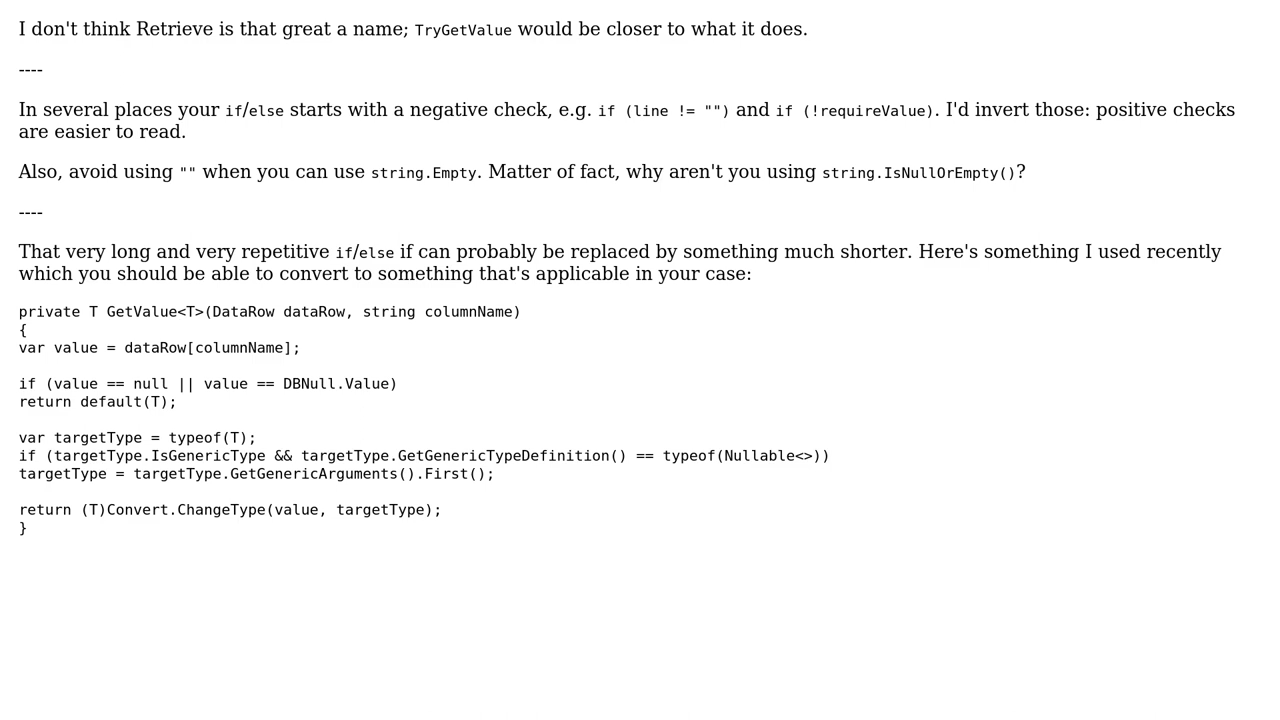 I don't think Retrieve is that great a name; TryGetValue would be closer to what it does.
----
In several places your if/else starts with a negative check, e.g. if (line != "") and if (!requireValue). I'd invert those: positive checks
are easier to read.
Also, avoid using "" when you can use string.Empty. Matter of fact, why aren't you using string.IsNullOrEmpty()?
----
That very long and very repetitive if/else if can probably be replaced by something much shorter. Here's something I used recently
which you should be able to convert to something that's applicable in your case:
private T GetValue<T>(DataRow dataRow, string columnName)
{
var value = dataRow[columnName];
if (value == null || value == DBNull.Value)
return default(T);
var targetType = typeof(T);
if (targetType.IsGenericType && targetType.GetGenericTypeDefinition() == typeof(Nullable<>))
targetType = targetType.GetGenericArguments().First();
return (T)Convert.ChangeType(value, targetType);
}